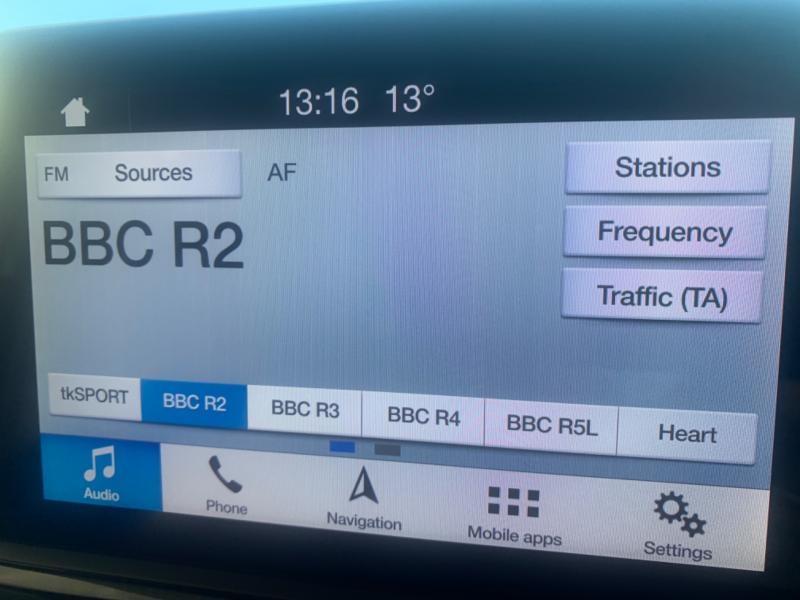 13:16 13°
FM Sources AF
Stations
BBC R2
Frequency
Traffic (TA)
tkSPORT BBC R2 BBC R3 BBC R4 BBC R5L Heart
Audio Phone Navigation Mobile apps Settings